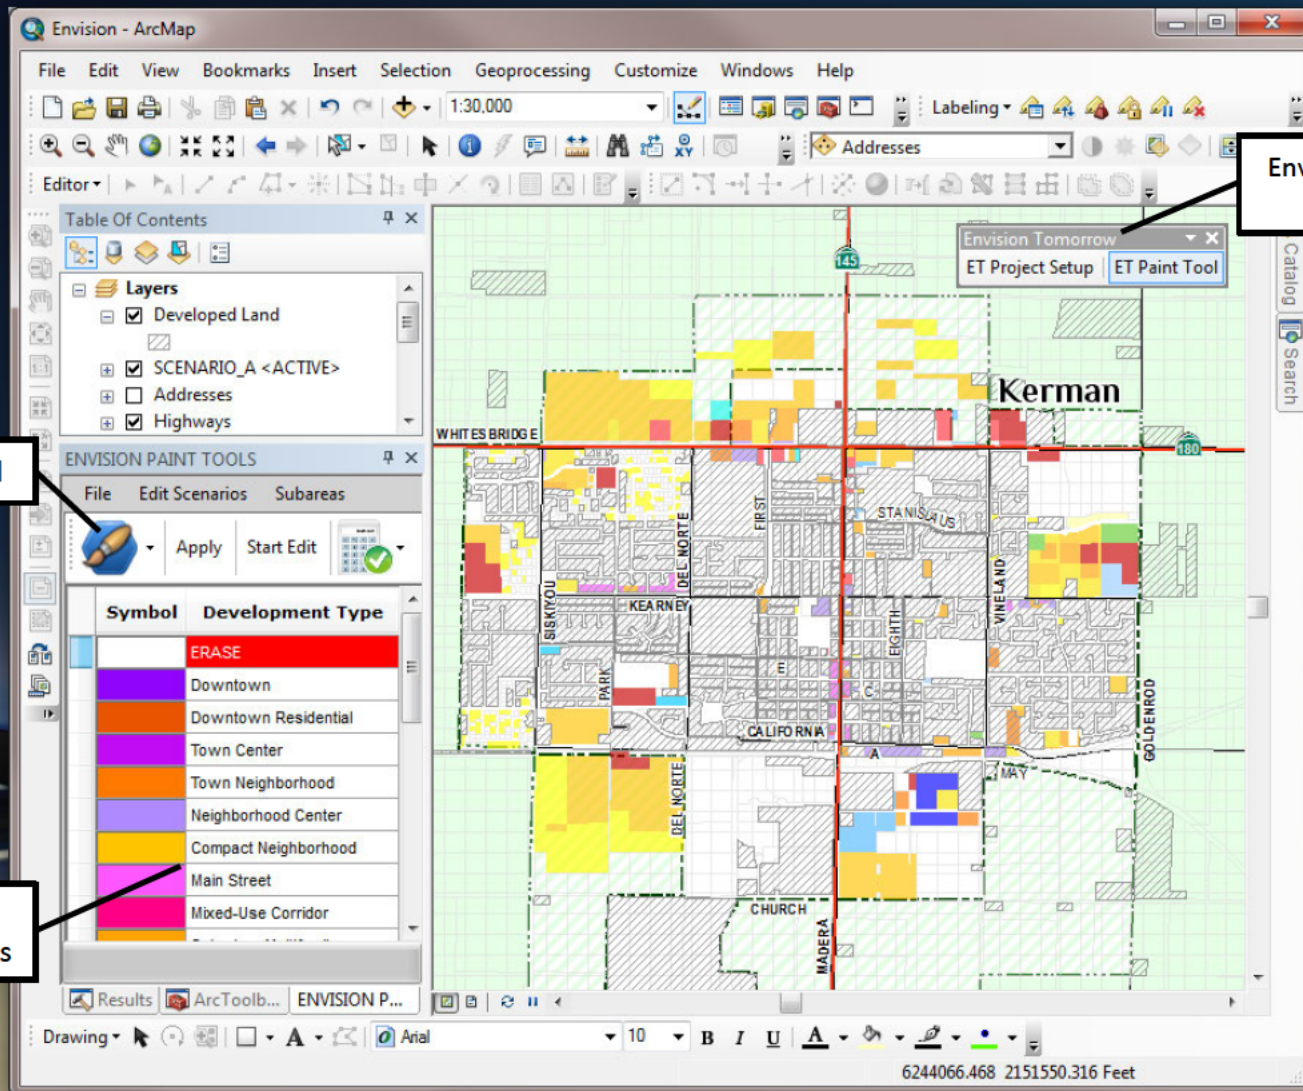 Envision - ArcMap
File Edit View Bookmarks Insert Selection Geoprocessing Customize Windows Help
1:30,000 Labeling
Addresses
Editor
Table Of Contents
Layers
Developed Land
SCENARIO_A <ACTIVE>
Addresses
Highways
ENVISION PAINT TOOLS
File Edit Scenarios Subareas
Apply Start Edit
Symbol Development Type
ERASE
Downtown
Downtown Residential
Town Center
Town Neighborhood
Neighborhood Center
Compact Neighborhood
Main Street
Mixed-Use Corridor
Results ArcToolb... ENVISION P...
Envision Tomorrow
ET Project Setup ET Paint Tool
Catalog
Search
145
Kerman
WHITESBRIDGE
180
STANISLAUS
FIRST
DEL NORTE
SISKIYOU
KEARNEY
VINELAND
EIGHTH
E
PARK
C
CALIFORNIA
GOLDENROD
A
MAY
DEL NORTE
CHURCH
MADERA
Drawing A Arial 10 B I U A
6244066.468 2151550.316 Feet